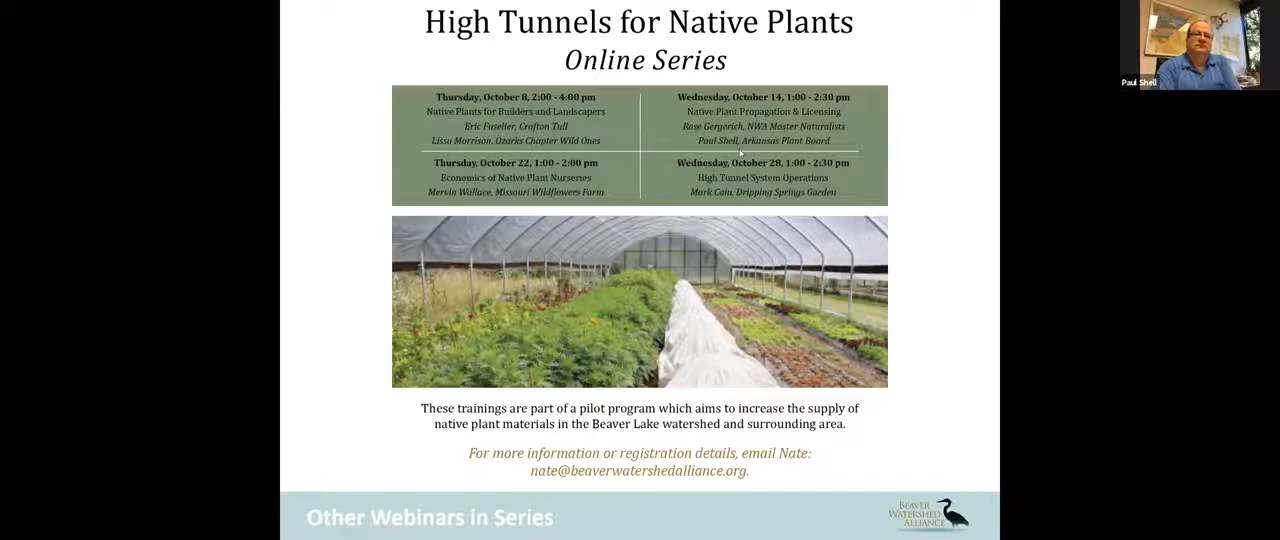 High Tunnels for Native Plants
Online Series
Thursday, October 8, 2:00 - 4:00 pm
Native Plants for Builders and Landscapers
Eric Fuselier, Crafton Tull
Lissa Morrison, Ozarks Chapter Wild Ones
Wednesday, October 14, 1:00 - 2:30 pm
Native Plant Propagation & Licensing
Rose Gergerich, NWA Master Naturalists
Paul Shell, Arkansas Plant Board
Thursday, October 22, 1:00 - 2:00 pm
Economics of Native Plant Nurseries
Mervin Wallace, Missouri Wildflowers Farm
Wednesday, October 28, 1:00 - 2:30 pm
High Tunnel System Operations
Mark Cain, Dripping Springs Garden
These trainings are part of a pilot program which aims to increase the supply of
native plant materials in the Beaver Lake watershed and surrounding area.
For more information or registration details, email Nate:
nate@beaverwatershedalliance.org.
Other Webinars in Series
BEAVER
WATERSHED
ALLIANCE
Paul Shell